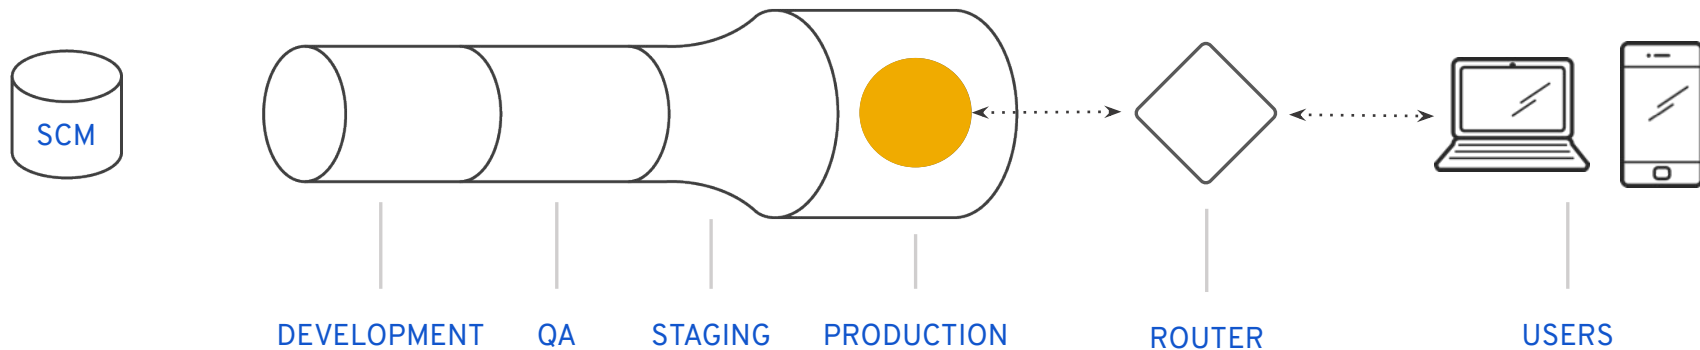 SCM
DEVELOPMENT
QA
STAGING
PRODUCTION
ROUTER
USERS